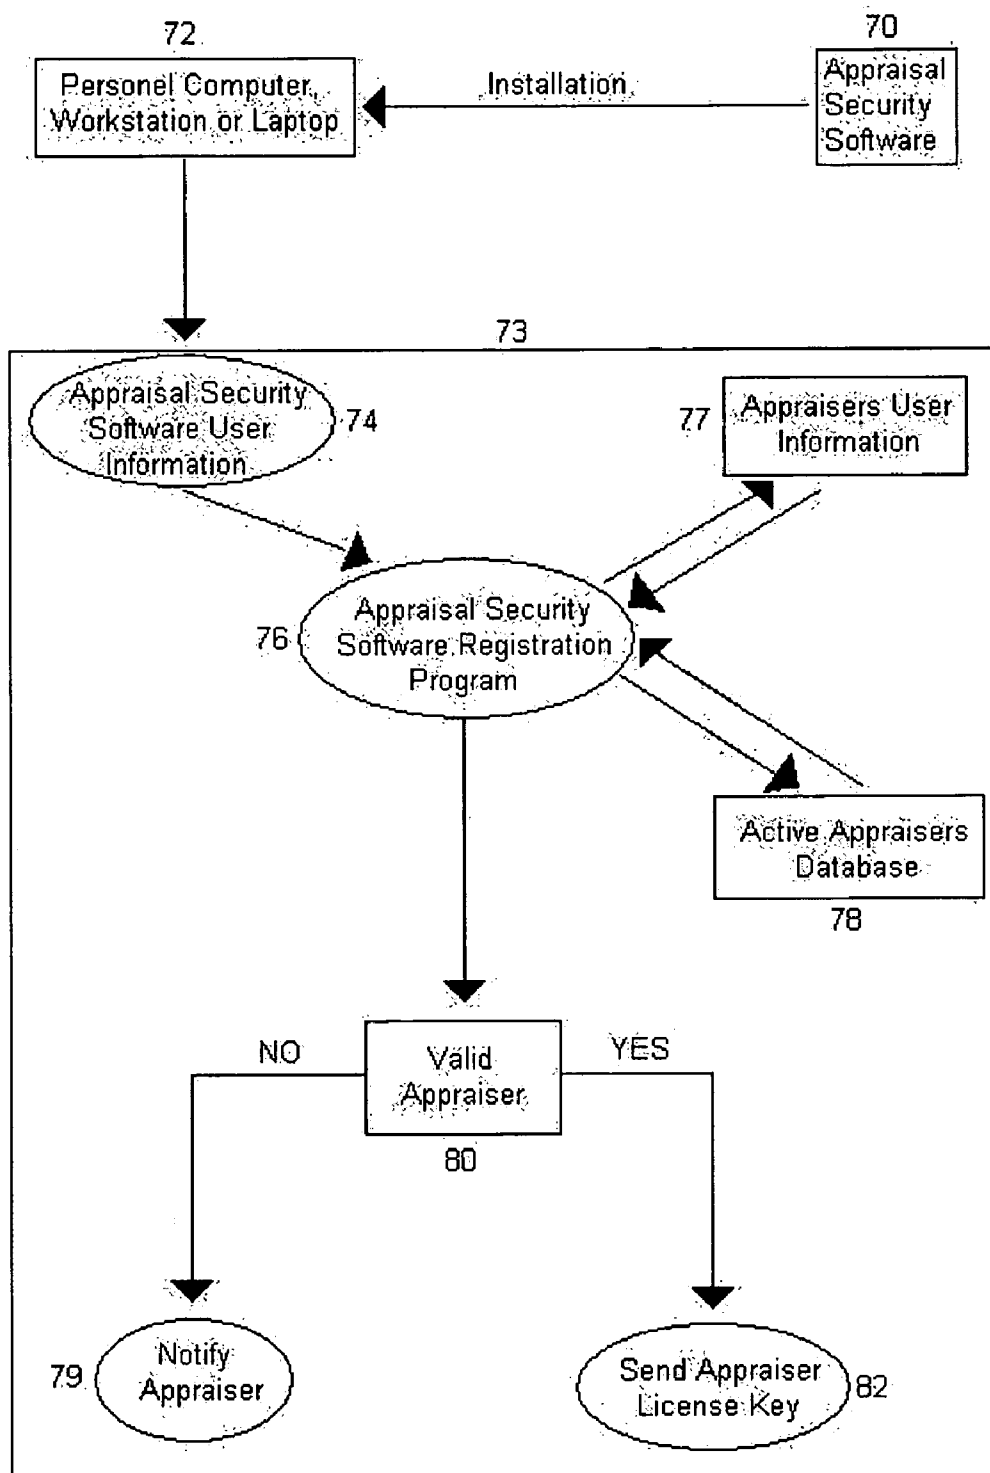 72
70
Personel Computer,
Workstation or Laptop
Installation
Appraisal
Security
Software
73
Appraisal Security
Software User
Information
74
77
Appraisers User
Information
76
Appraisal Security
Software Registration
Program
Active Appraisers
Database
78
NO
Valid
Appraiser
YES
80
79
Notify
Appraiser
Send Appraiser
License Key
82